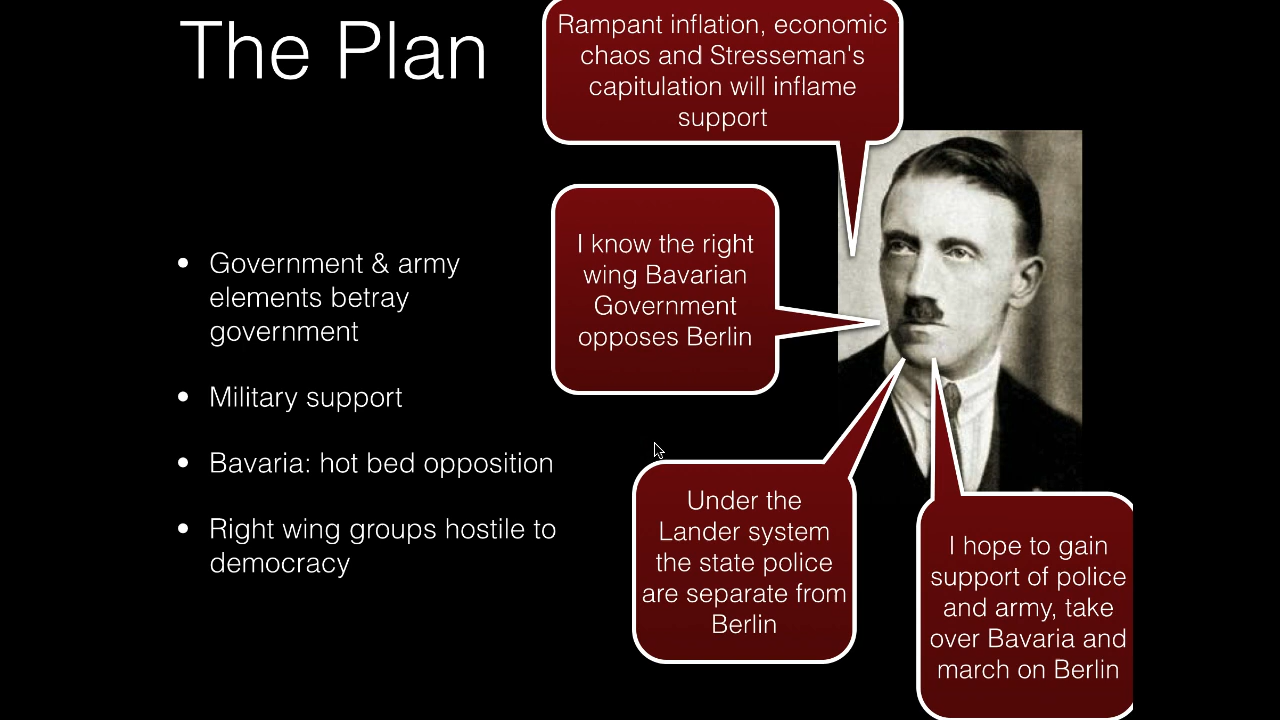 The Plan
Rampant inflation, economic
chaos and Stresseman's
capitulation will inflame
support
I know the right
wing Bavarian
Government
opposes Berlin
Government & army
elements betray
government
Military support
Bavaria: hot bed opposition
Right wing groups hostile to
democracy
Under the
Lander system
the state police
are separate from
Berlin
I hope to gain
support of police
and army, take
over Bavaria and
march on Berlin